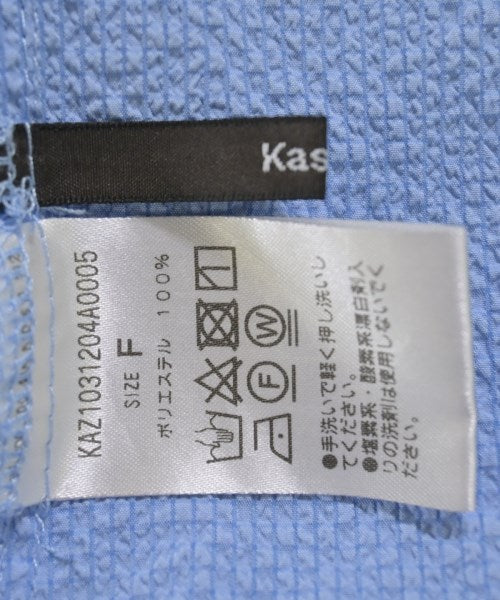 Kas
KAZ1031204A0005
SIZE F
ポリエステル 100%
W
F
●手洗いで軽く押し洗いし
てください。
●塩素系・酸素系漂白剤入
りの洗剤は使用しないでく
ださい。